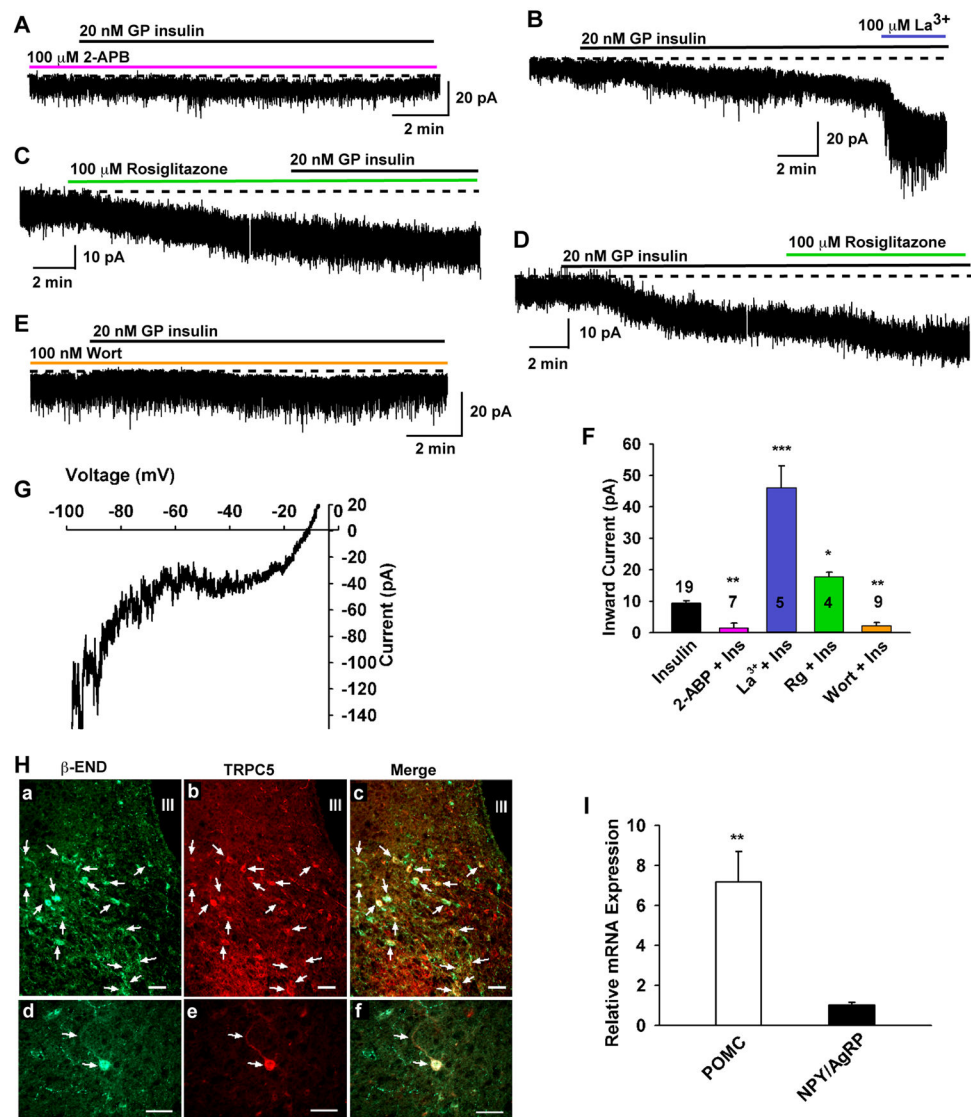 A
20 nM GP insulin
100 μM 2-APB
20 pA
2 min
B
100 μM La3+
20 nM GP insulin
20 pA
2 min
C
20 nM GP insulin
100 μM Rosiglitazone
10 pA
2 min
D
100 μM Rosiglitazone
20 nM GP insulin
10 pA
2 min
E
20 nM GP insulin
100 nM Wort
20 pA
2 min
F
Inward Current (pA)
60
50
40
30
20
10
0
19
**
7
***
5
*
4
**
9
Insulin
2-ABP + Ins
La3+ + Ins
Rg + Ins
Wort + Ins
G
Voltage (mV)
-100 -80 -60 -40 -20 0
20
0
-20
-40
-60
-80
-100
-120
-140
Current (pA)
H
β-END TRPC5 Merge
a b III c III
d e f
I
Relative mRNA Expression
10
8
6
4
2
0
**
POMC
NPY/AgRP